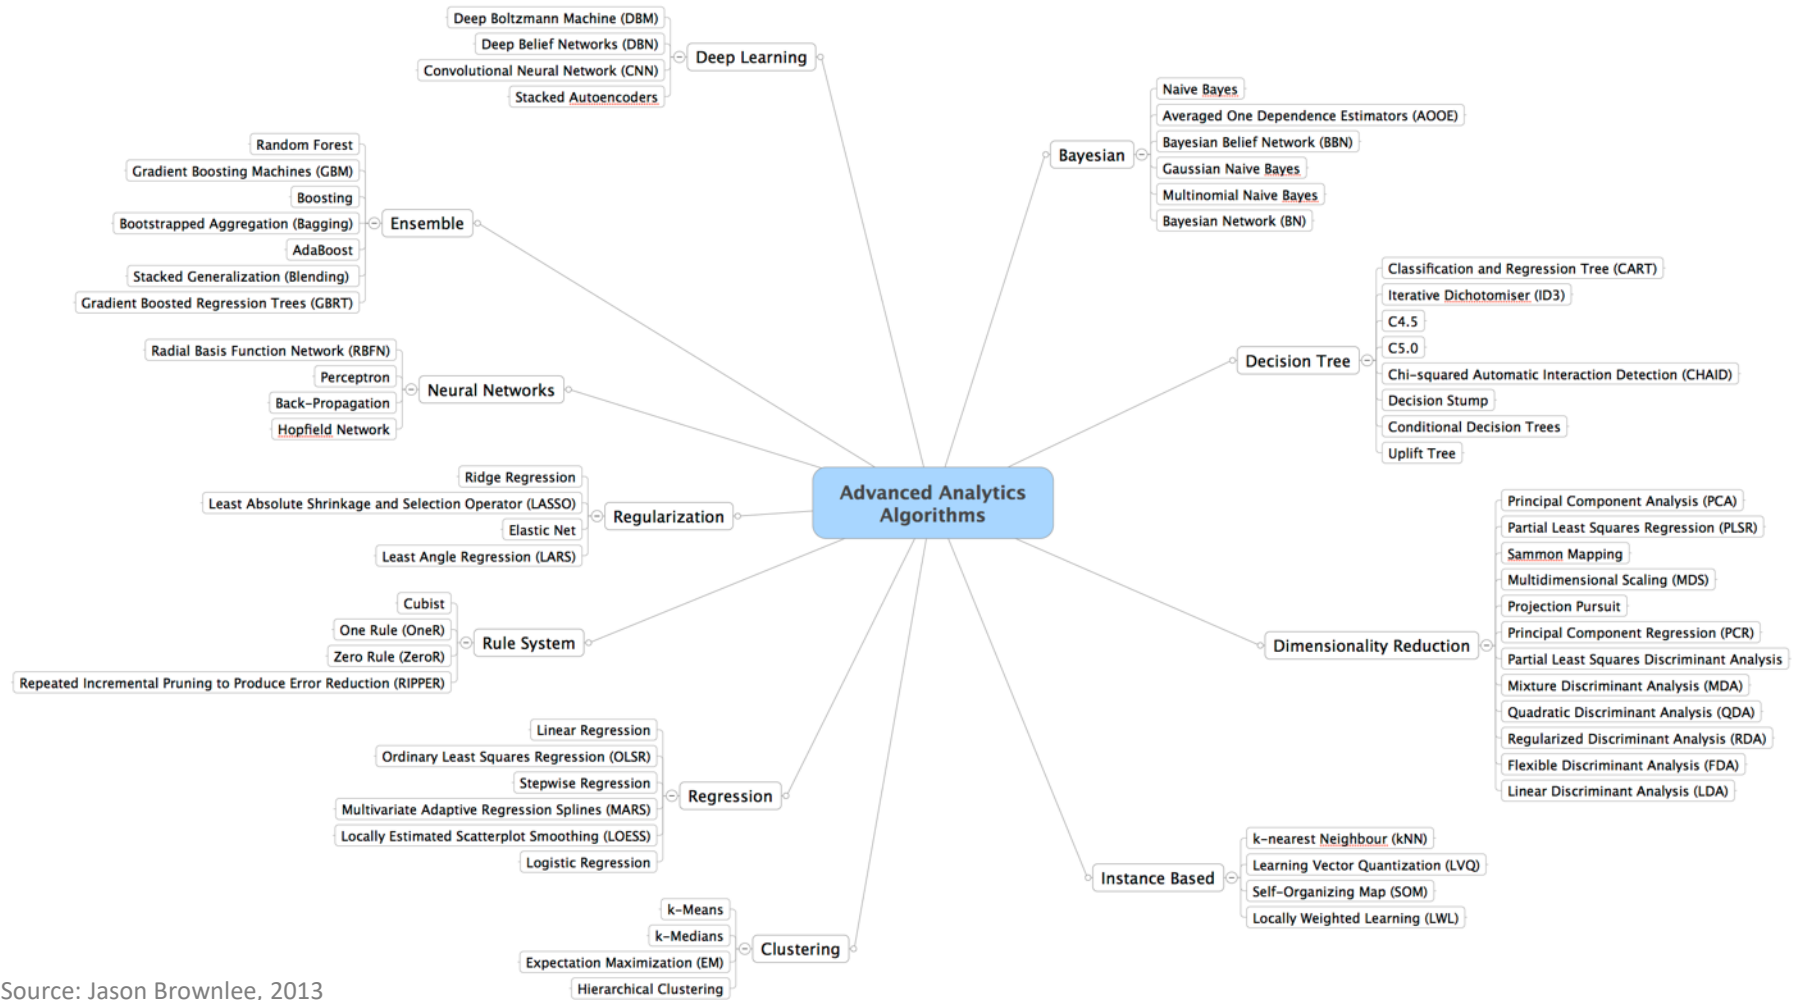 Deep Boltzmann Machine (DBM)
Deep Belief Networks (DBN)
Convolutional Neural Network (CNN)
Stacked Autoencoders
Deep Learning
Random Forest
Gradient Boosting Machines (GBM)
Boosting
Bootstrapped Aggregation (Bagging)
AdaBoost
Stacked Generalization (Blending)
Gradient Boosted Regression Trees (GBRT)
Ensemble
Radial Basis Function Network (RBFN)
Perceptron
Back-Propagation
Hopfield Network
Neural Networks
Ridge Regression
Least Absolute Shrinkage and Selection Operator (LASSO)
Elastic Net
Least Angle Regression (LARS)
Regularization
Cubist
One Rule (OneR)
Zero Rule (ZeroR)
Repeated Incremental Pruning to Produce Error Reduction (RIPPER)
Rule System
Linear Regression
Ordinary Least Squares Regression (OLSR)
Stepwise Regression
Multivariate Adaptive Regression Splines (MARS)
Locally Estimated Scatterplot Smoothing (LOESS)
Logistic Regression
Regression
k-Means
k-Medians
Expectation Maximization (EM)
Hierarchical Clustering
Clustering
Advanced Analytics
Algorithms
Bayesian
Naive Bayes
Averaged One Dependence Estimators (AOOE)
Bayesian Belief Network (BBN)
Gaussian Naive Bayes
Multinomial Naive Bayes
Bayesian Network (BN)
Decision Tree
Classification and Regression Tree (CART)
Iterative Dichotomiser (ID3)
C4.5
C5.0
Chi-squared Automatic Interaction Detection (CHAID)
Decision Stump
Conditional Decision Trees
Uplift Tree
Dimensionality Reduction
Principal Component Analysis (PCA)
Partial Least Squares Regression (PLSR)
Sammon Mapping
Multidimensional Scaling (MDS)
Projection Pursuit
Principal Component Regression (PCR)
Partial Least Squares Discriminant Analysis
Mixture Discriminant Analysis (MDA)
Quadratic Discriminant Analysis (QDA)
Regularized Discriminant Analysis (RDA)
Flexible Discriminant Analysis (FDA)
Linear Discriminant Analysis (LDA)
Instance Based
k-nearest Neighbour (kNN)
Learning Vector Quantization (LVQ)
Self-Organizing Map (SOM)
Locally Weighted Learning (LWL)
Source: Jason Brownlee, 2013